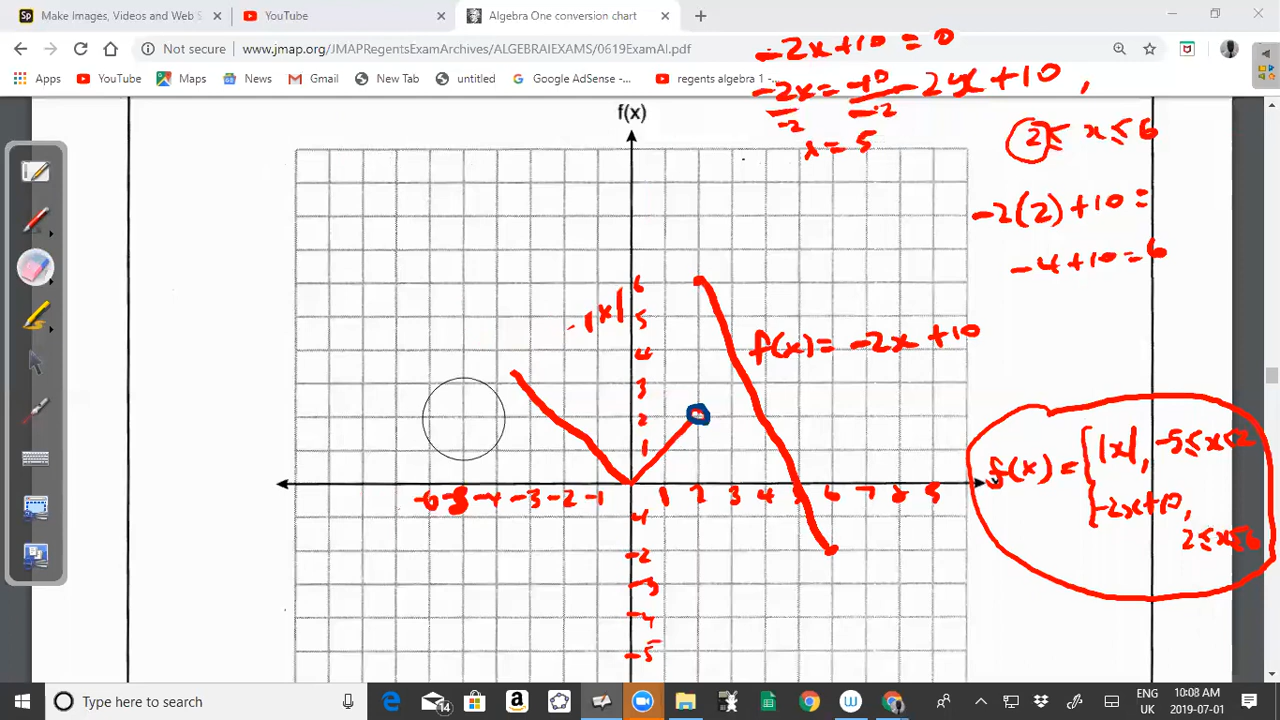 Make Images, Videos and Web S
YouTube
Algebra One conversion chart
Not secure
www.jmap.org/JMAPRegentsExamArchives/ALGEBRAIEXAMS/0619ExamAI.pdf
Apps
YouTube
Maps
News
Gmail
New Tab
untitled
Google AdSense -...
regents algebra 1 -...
-2x+10 = 0
-2x = -10
-2 -2
x = 5
-2x+10,
2 ≤ x ≤ 6
-2(2)+10 =
-4+10=6
f(x)
6
|x|
5
f(x) = -2x+10
4
3
2
1
f(x) = { |x|, -5≤x<2
-2x+10,
2≤x≤6
-6 -5 -4 -3 -2 -1 1 2 3 4 5 6 7 8 9 x
-2
-3
-4
-5
Type here to search
14
ENG
UK
10:08 AM
2019-07-01